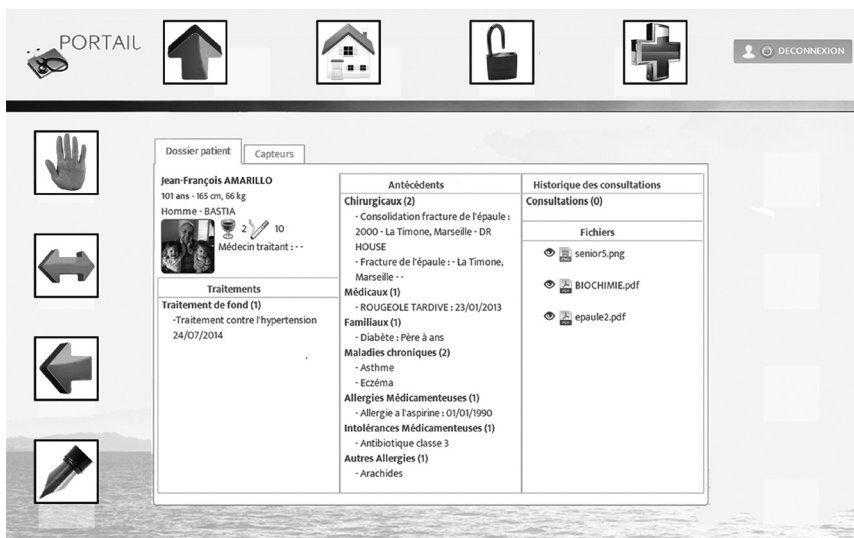 PORTAIL
DECONNEXION
Dossier patient
Capteurs
Jean-François AMARILLO
101 ans - 165 cm, 66 kg
Homme - BASTIA
2 10
Médecin traitant : - -
Traitements
Traitement de fond (1)
-Traitement contre l'hypertension
24/07/2014
Antécédents
Chirurgicaux (2)
- Consolidation fracture de l'épaule :
2000 - La Timone, Marseille - DR
HOUSE
- Fracture de l'épaule : - La Timone,
Marseille - -
Médicaux (1)
- ROUGEOLE TARDIVE : 23/01/2013
Familiaux (1)
- Diabète : Père à ans
Maladies chroniques (2)
- Asthme
- Eczéma
Allergies Médicamenteuses (1)
- Allergie a l'aspirine : 01/01/1990
Intolérances Médicamenteuses (1)
- Antibiotique classe 3
Autres Allergies (1)
- Arachides
Historique des consultations
Consultations (0)
Fichiers
senior5.png
BIOCHIMIE.pdf
epaule2.pdf